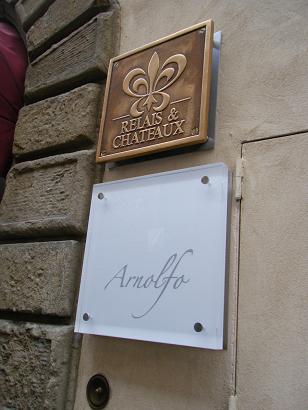 RELAIS &
CHATEAUX
Arnolfo